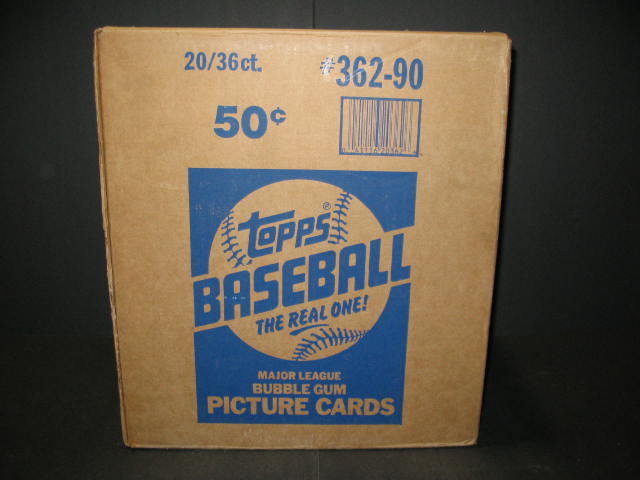 20/36ct. #362-90
50¢
topps®
BASEBALL
THE REAL ONE!
MAJOR LEAGUE
BUBBLE GUM
PICTURE CARDS